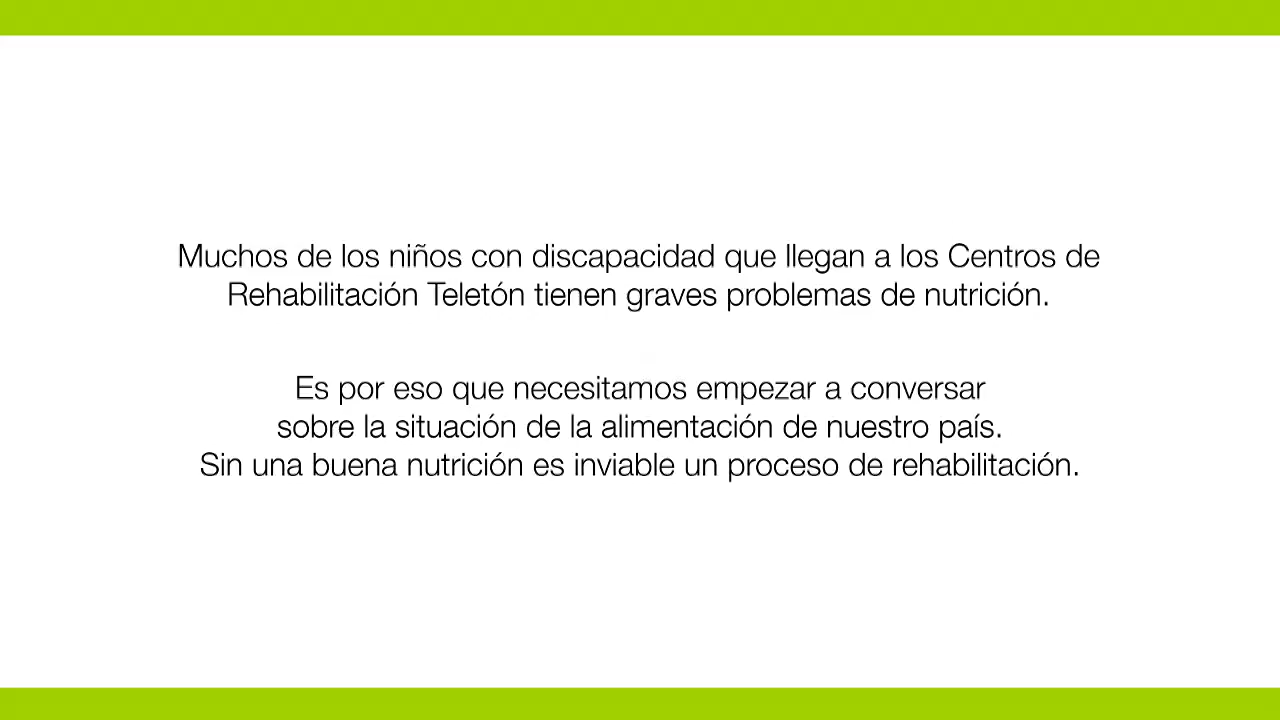 Muchos de los niños con discapacidad que llegan a los Centros de
Rehabilitación Teletón tienen graves problemas de nutrición.
Es por eso que necesitamos empezar a conversar
sobre la situación de la alimentación de nuestro país.
Sin una buena nutrición es inviable un proceso de rehabilitación.